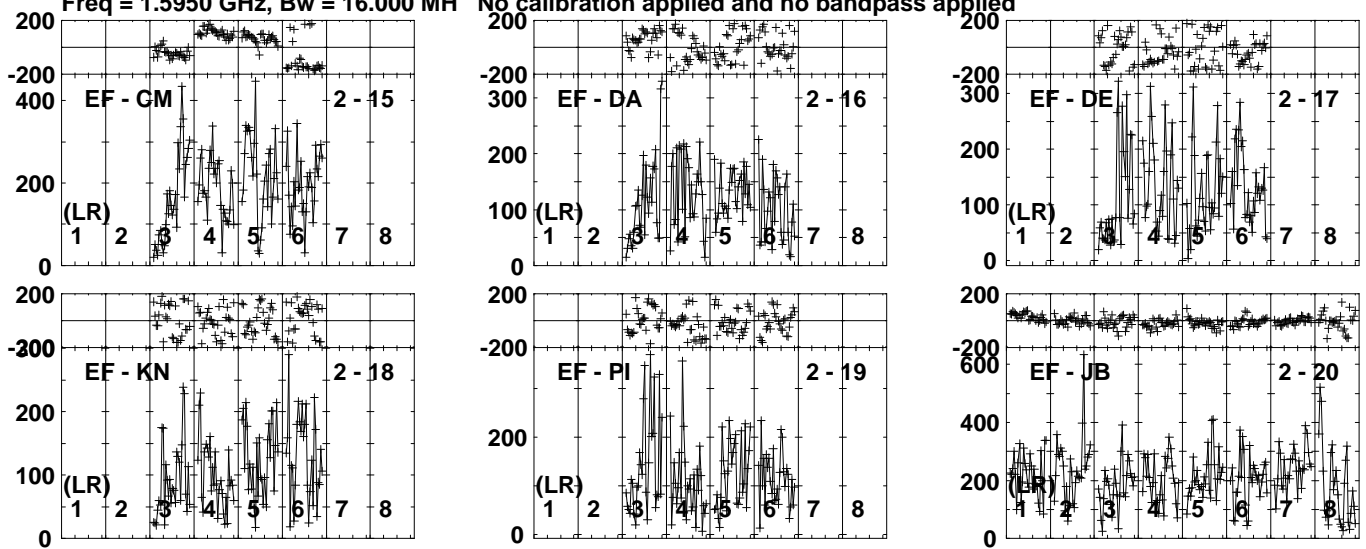 Freq = 1.5950 GHz, Bw = 16.000 MH No calibration applied and no bandpass applied
200
-200
EF - CM 2 - 15
400
200
(LR)
1 2 3 4 5 6 7 8
0
200
-200
EF - DA 2 - 16
300
200
100
(LR)
1 2 3 4 5 6 7 8
0
200
-200
EF - DE 2 - 17
300
200
100
(LR)
1 2 3 4 5 6 7 8
0
200
-200
300
EF - KN 2 - 18
200
100
(LR)
1 2 3 4 5 6 7 8
0
200
-200
EF - PI 2 - 19
200
(LR)
1 2 3 4 5 6 7 8
0
200
-200
600
EF - JB 2 - 20
400
200
(LR)
1 2 3 4 5 6 7 8
0